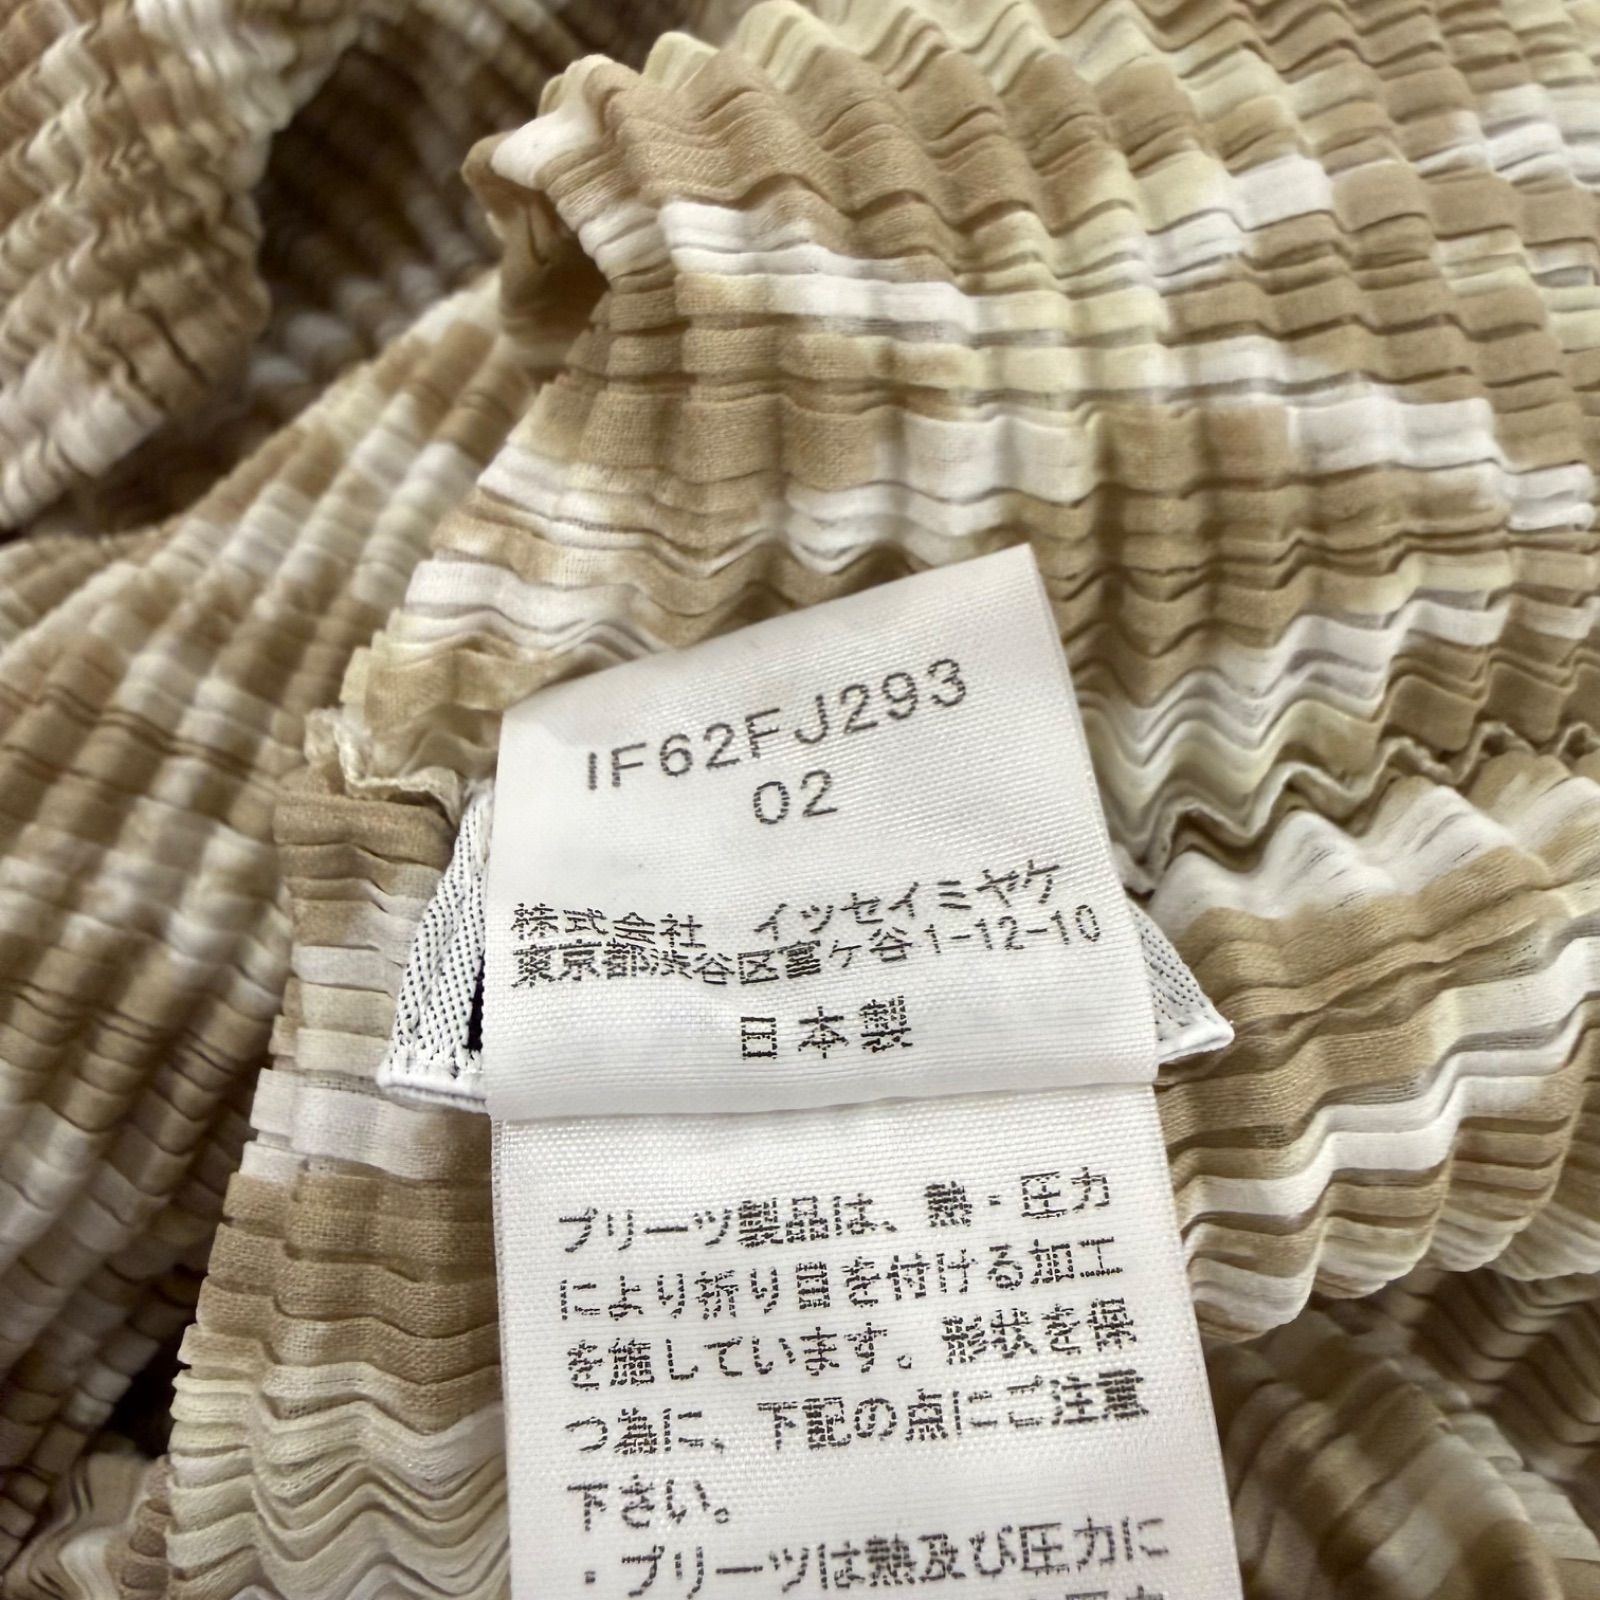 IF62FJ293
02
株式会社 イッセイミヤケ
東京都渋谷区富ヶ谷1-12-10
日本製
プリーツ製品は、熱・圧力
により折り目を付ける加工
を施しています。形状を保
つ為に、下記の点にご注意
下さい。
・プリーツは熱及び圧力に